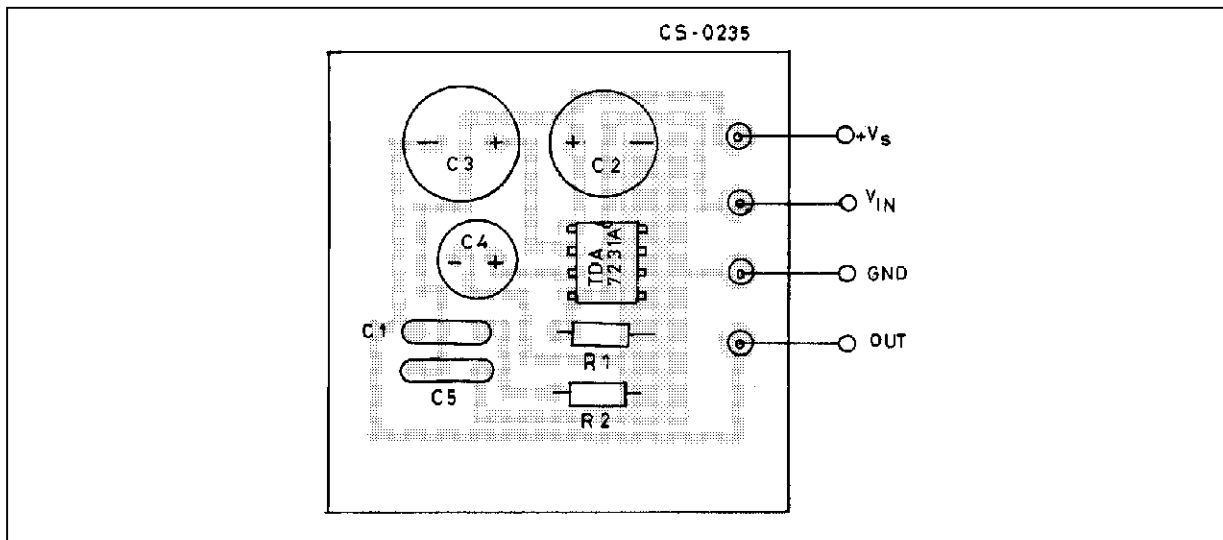 CS-0235
+Vs
- +
C3
+ -
C2
VIN
C4
- +
TDA
7231A
GND
C1
R1
OUT
C5
R2